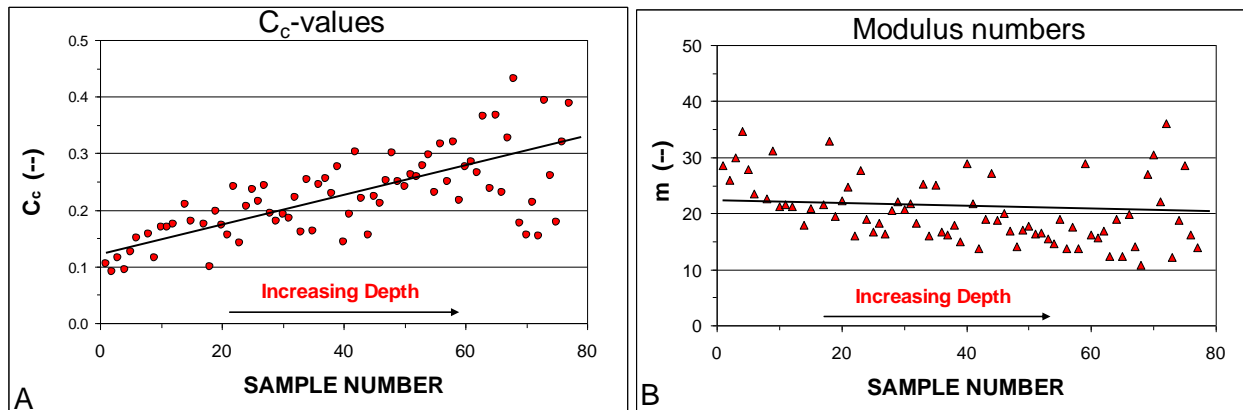 C_c-values
0.5
0.4
0.3
0.2
0.1
0.0
C_c (--)
Increasing Depth
0 20 40 60 80
SAMPLE NUMBER
A
Modulus numbers
50
40
30
20
10
0
m (--)
Increasing Depth
0 20 40 60 80
SAMPLE NUMBER
B